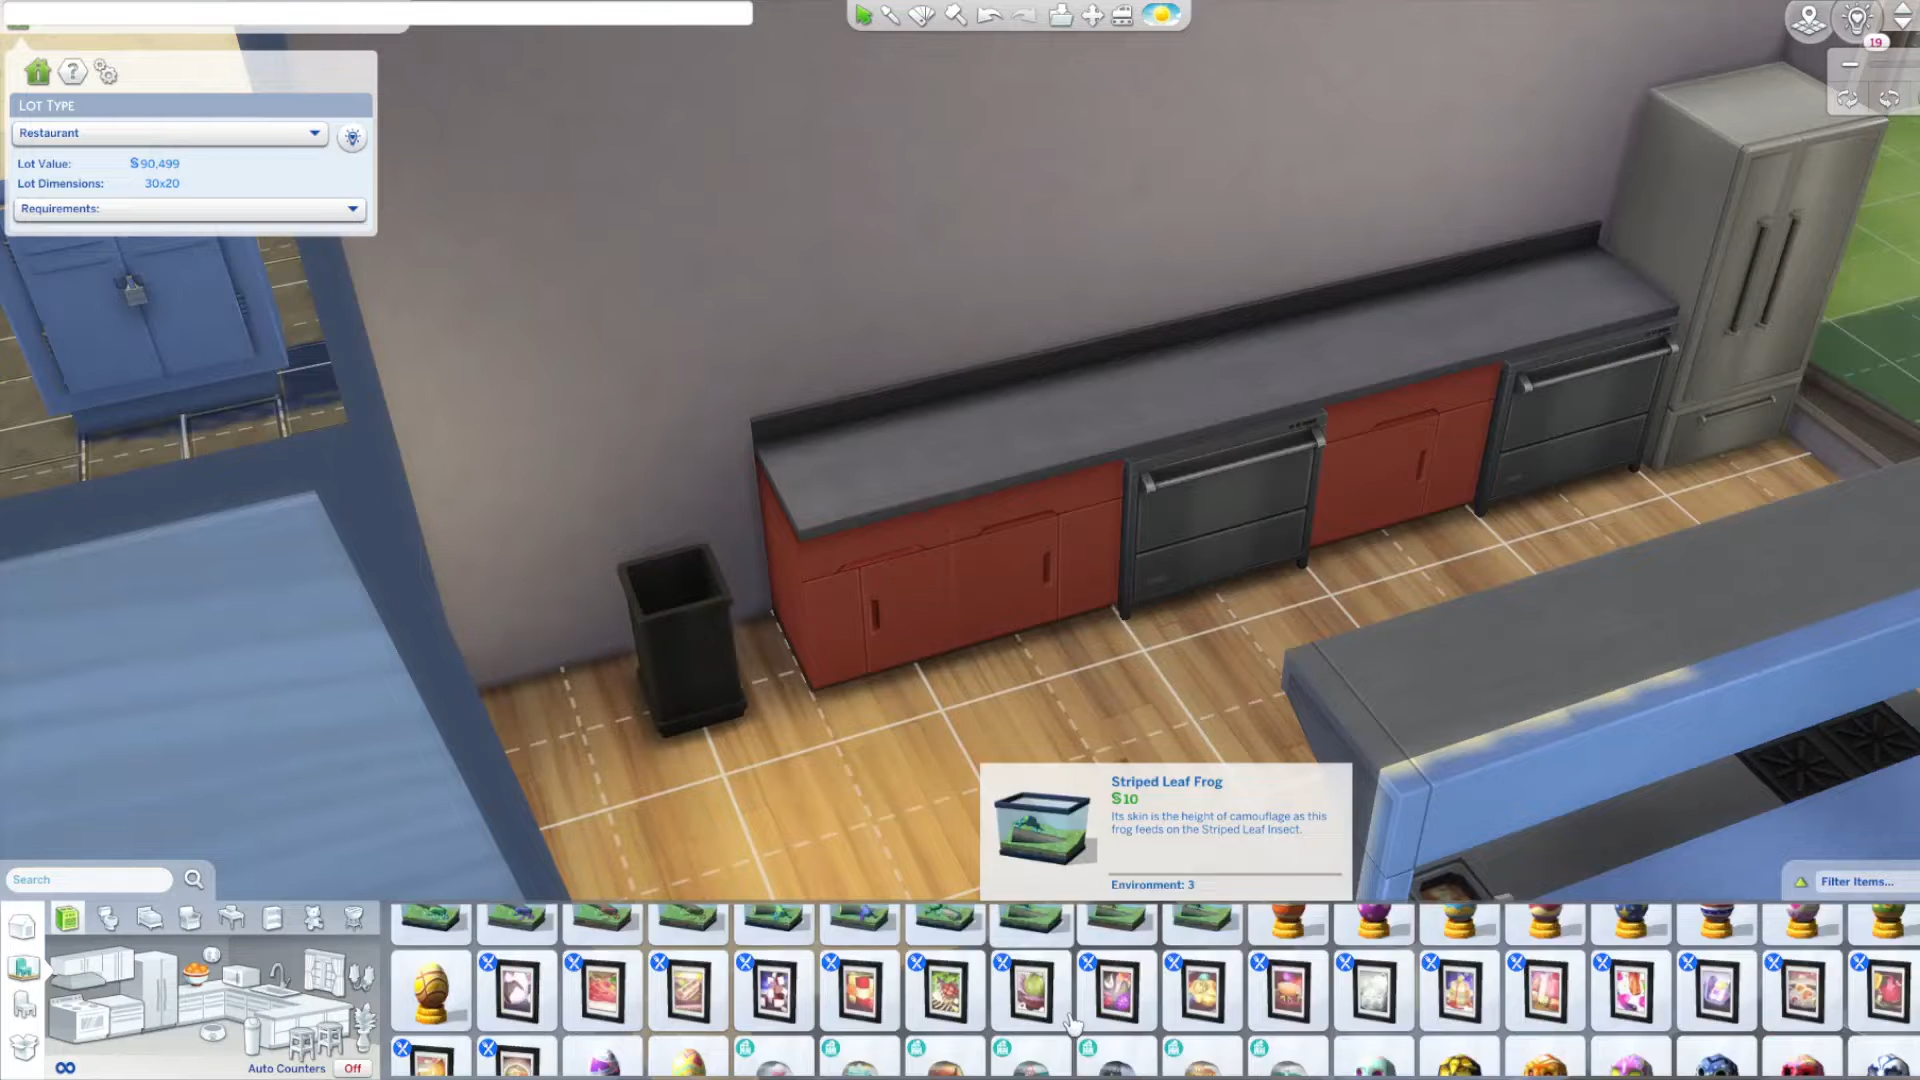 19
LOT TYPE
Restaurant
Lot Value: §90,499
Lot Dimensions: 30x20
Requirements:
Striped Leaf Frog
§10
Its skin is the height of camouflage as this
frog feeds on the Striped Leaf Insect.
Environment: 3
Search
Filter Items...
Auto Counters Off